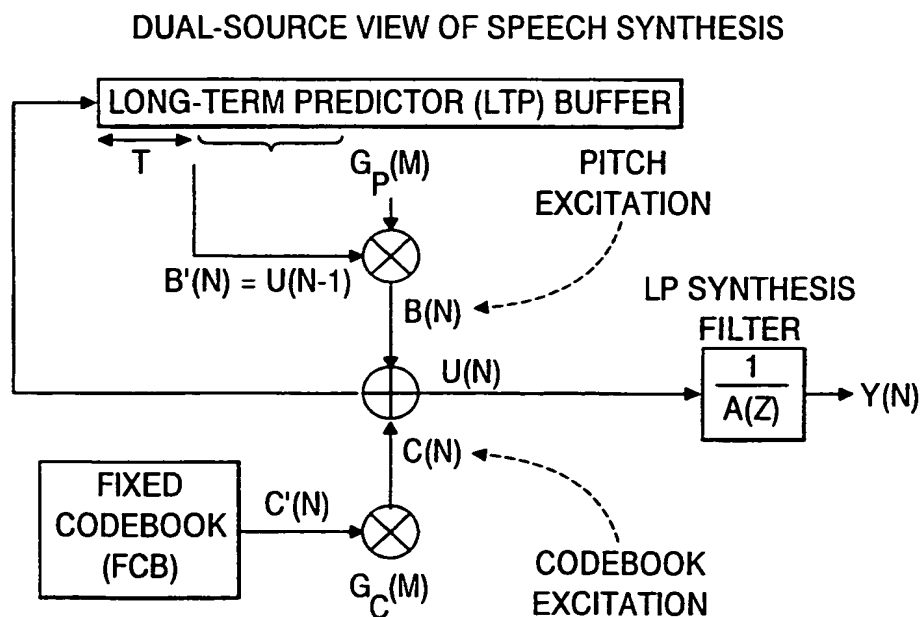 DUAL-SOURCE VIEW OF SPEECH SYNTHESIS
LONG-TERM PREDICTOR (LTP) BUFFER
T
G_P(M)
PITCH
EXCITATION
B'(N) = U(N-1)
B(N)
LP SYNTHESIS
FILTER
U(N)
1
A(Z)
Y(N)
C(N)
FIXED
CODEBOOK
(FCB)
C'(N)
G_C(M)
CODEBOOK
EXCITATION